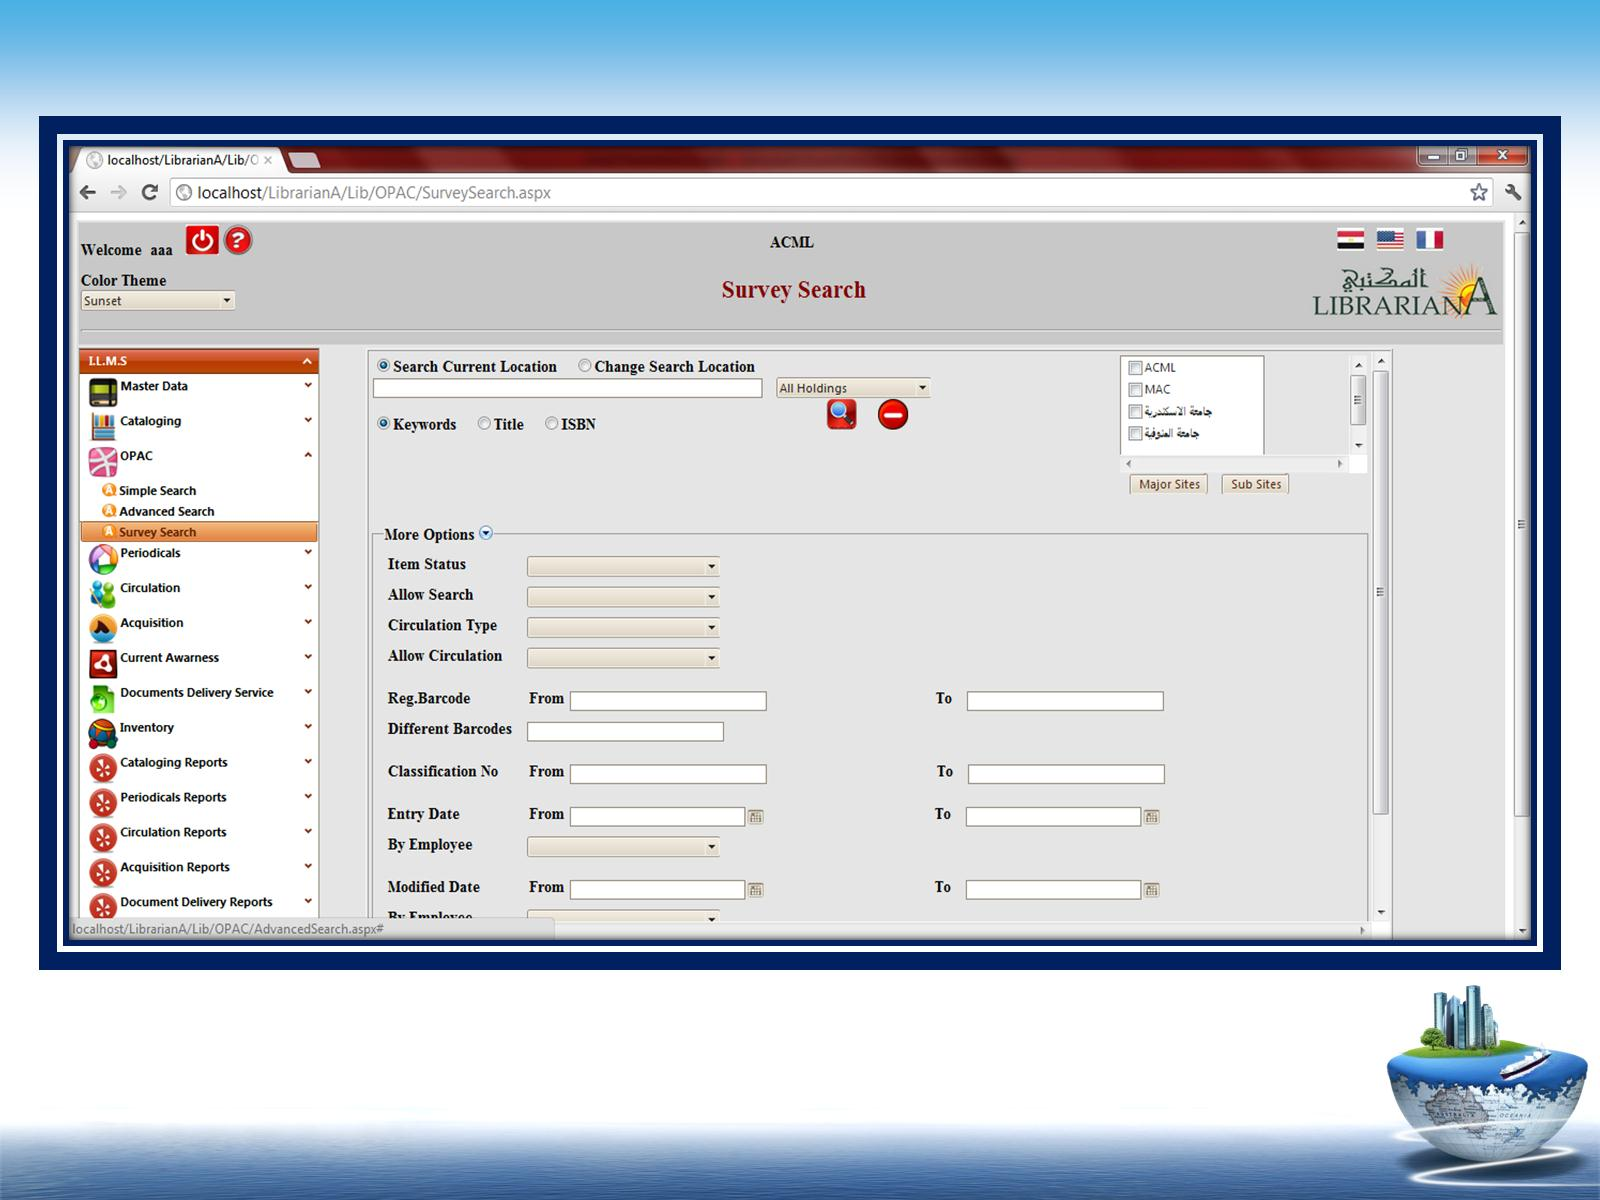 localhost/LibrarianA/Lib/O
localhost/LibrarianA/Lib/OPAC/SurveySearch.aspx
Welcome aaa
ACML
Color Theme
Sunset
Survey Search
المكتبي
LIBRARIANA
I.L.M.S
Master Data
Cataloging
OPAC
Simple Search
Advanced Search
Survey Search
Periodicals
Circulation
Acquisition
Current Awarness
Documents Delivery Service
Inventory
Cataloging Reports
Periodicals Reports
Circulation Reports
Acquisition Reports
Document Delivery Reports
Search Current Location Change Search Location
All Holdings
Keywords Title ISBN
ACML
MAC
جامعة الاسكندرية
جامعة المنوفية
Major Sites Sub Sites
More Options
Item Status
Allow Search
Circulation Type
Allow Circulation
Reg.Barcode From To
Different Barcodes
Classification No From To
Entry Date From To
By Employee
Modified Date From To
By Employee
localhost/LibrarianA/Lib/OPAC/AdvancedSearch.aspx#
AUSTRALIA
OCEANIA